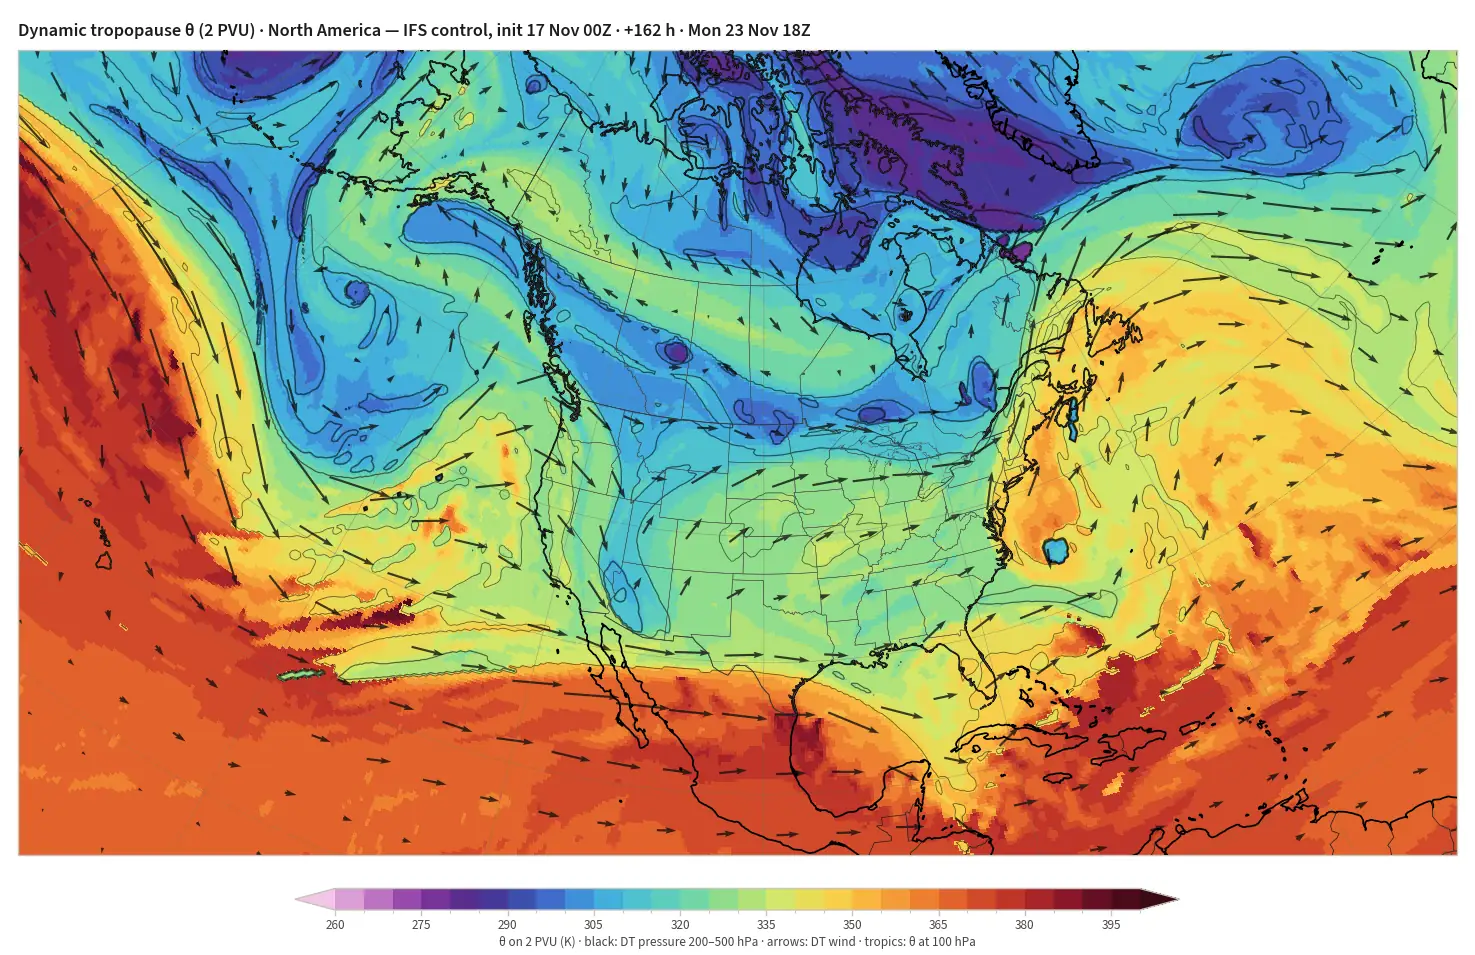 Dynamic tropopause θ (2 PVU) · North America — IFS control, init 17 Nov 00Z · +162 h · Mon 23 Nov 18Z
260 275 290 305 320 335 350 365 380 395
θ on 2 PVU (K) · black: DT pressure 200–500 hPa · arrows: DT wind · tropics: θ at 100 hPa